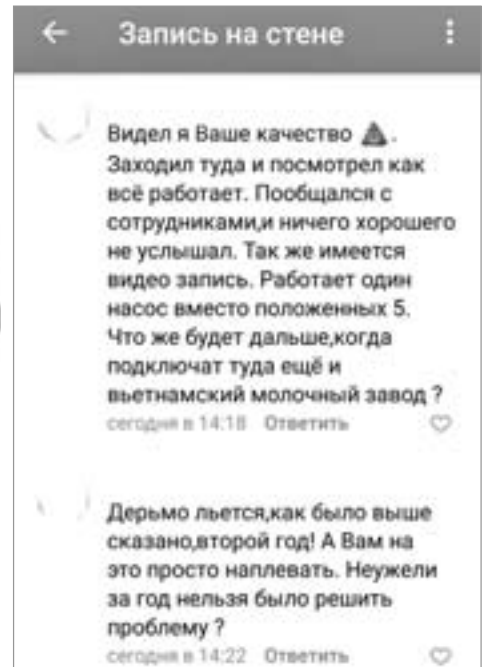 Запись на стене
Видел я Ваше качество 💩.
Заходил туда и посмотрел как
всё работает. Пообщался с
сотрудниками,и ничего хорошего
не услышал. Так же имеется
видео запись. Работает один
насос вместо положенных 5.
Что же будет дальше,когда
подключат туда ещё и
вьетнамский молочный завод ?
сегодня в 14:18 Ответить
Дерьмо льется,как было выше
сказано,второй год! А Вам на
это просто наплевать. Неужели
за год нельзя было решить
проблему ?
сегодня в 14:22 Ответить